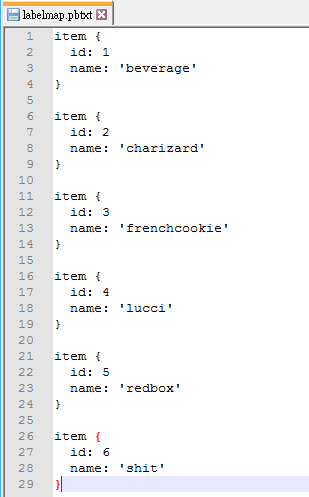 labelmap.pbtxt
1 item {
2   id: 1
3   name: 'beverage'
4 }
5
6 item {
7   id: 2
8   name: 'charizard'
9 }
10
11 item {
12   id: 3
13   name: 'frenchcookie'
14 }
15
16 item {
17   id: 4
18   name: 'lucci'
19 }
20
21 item {
22   id: 5
23   name: 'redbox'
24 }
25
26 item {
27   id: 6
28   name: 'shit'
29 }